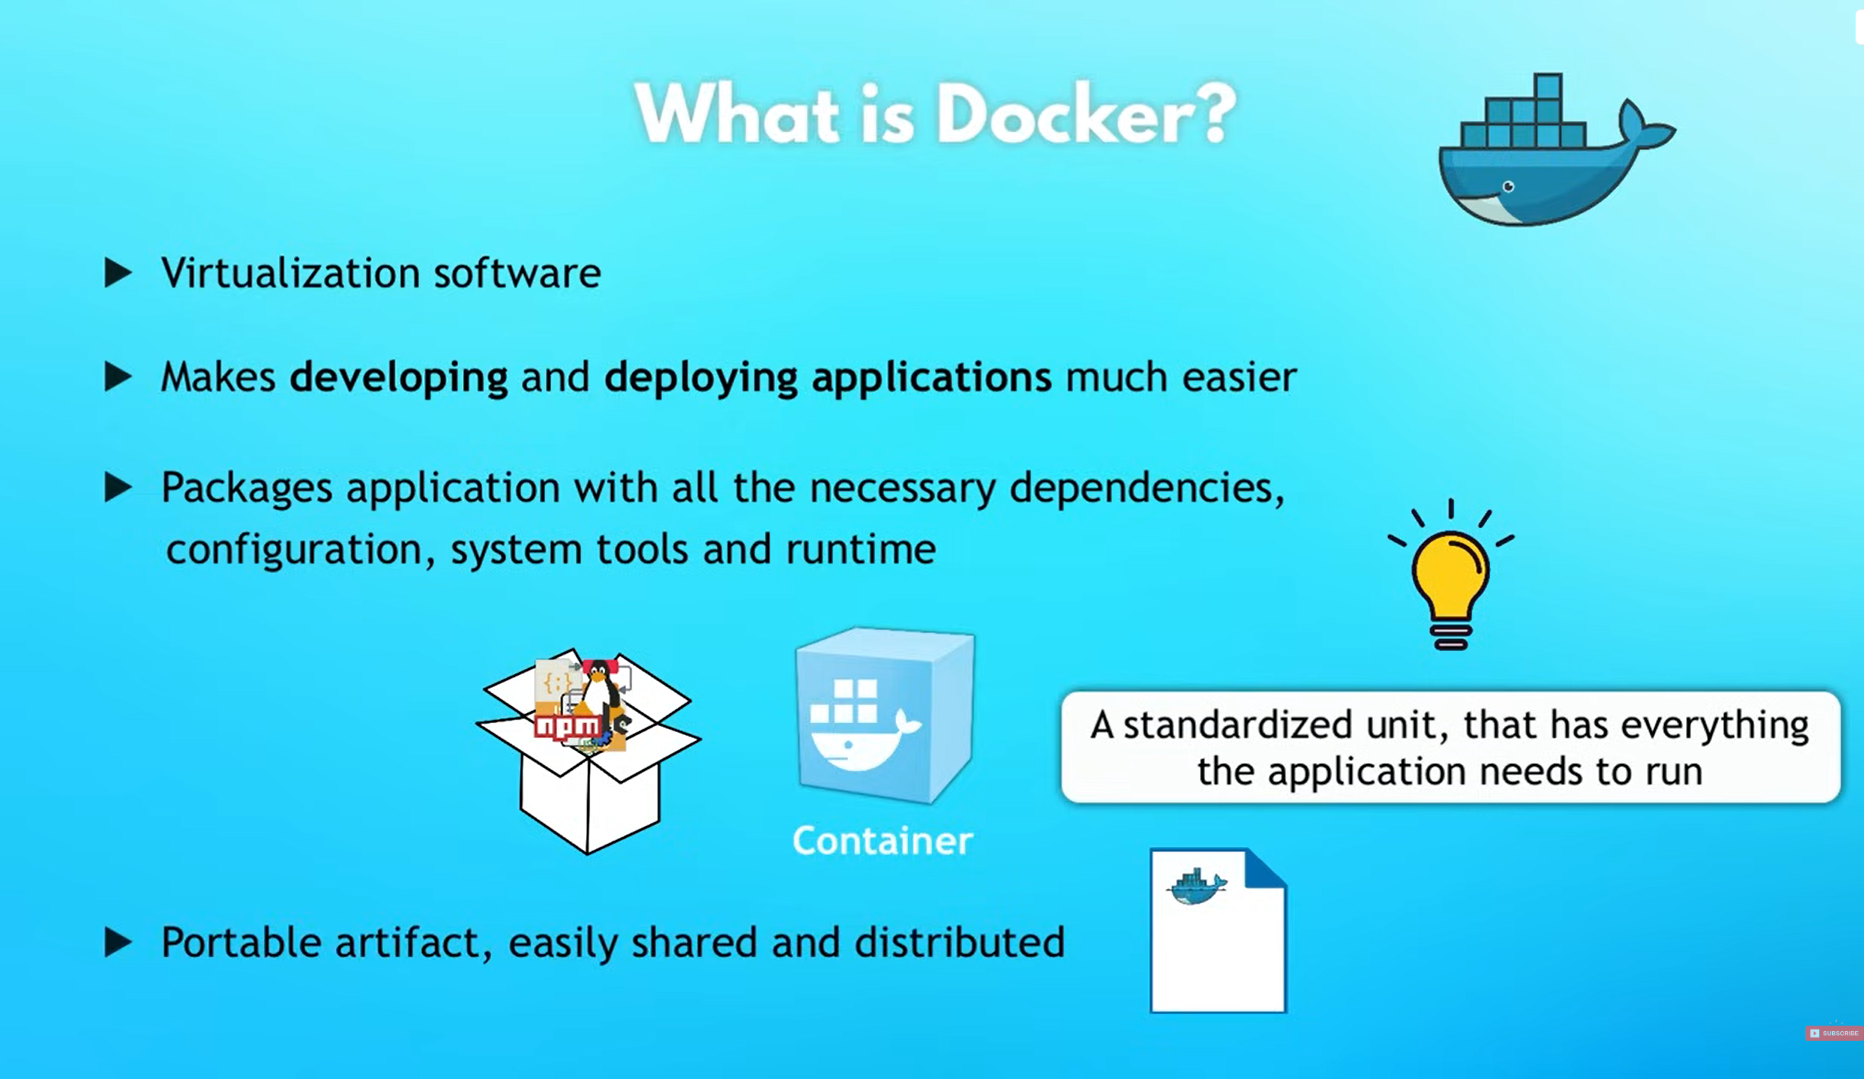 What is Docker?
Virtualization software
Makes developing and deploying applications much easier
Packages application with all the necessary dependencies,
configuration, system tools and runtime
{:}
npm
A standardized unit, that has everything
the application needs to run
Container
Portable artifact, easily shared and distributed
SUBSCRIBE